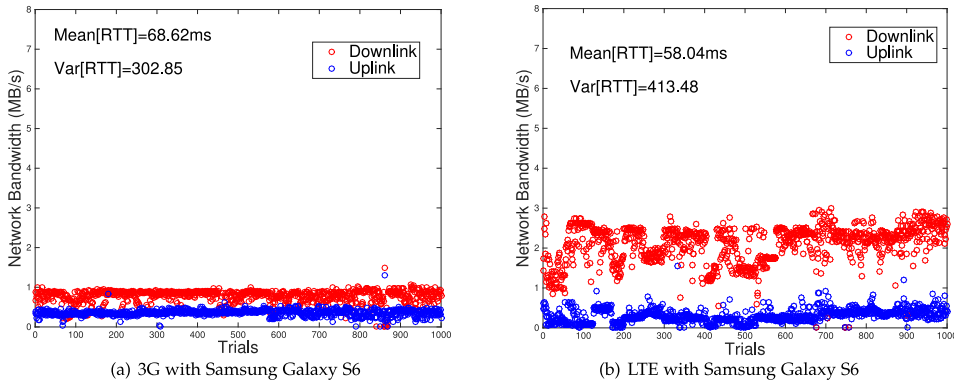 Mean[RTT]=68.62ms
Var[RTT]=302.85
Downlink
Uplink
Network Bandwidth (MB/s)
8
7
6
5
4
3
2
1
0
0 100 200 300 400 500 600 700 800 900 1000
Trials
(a) 3G with Samsung Galaxy S6
Mean[RTT]=58.04ms
Var[RTT]=413.48
Downlink
Uplink
Network Bandwidth (MB/s)
8
7
6
5
4
3
2
1
0
0 100 200 300 400 500 600 700 800 900 1000
Trials
(b) LTE with Samsung Galaxy S6